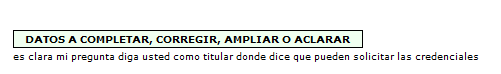 DATOS A COMPLETAR, CORREGIR, AMPLIAR O ACLARAR
es clara mi pregunta diga usted como titular donde dice que pueden solicitar las credenciales